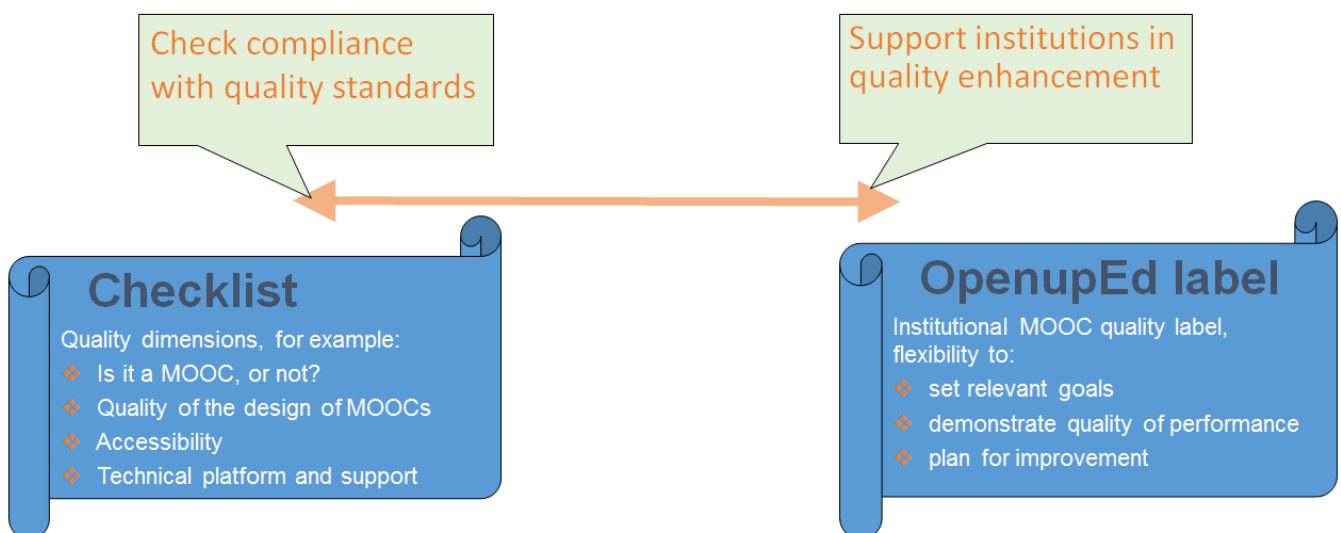 Check compliance
with quality standards
Support institutions in
quality enhancement
Checklist
Quality dimensions, for example:
Is it a MOOC, or not?
Quality of the design of MOOCs
Accessibility
Technical platform and support
OpenupEd label
Institutional MOOC quality label,
flexibility to:
set relevant goals
demonstrate quality of performance
plan for improvement